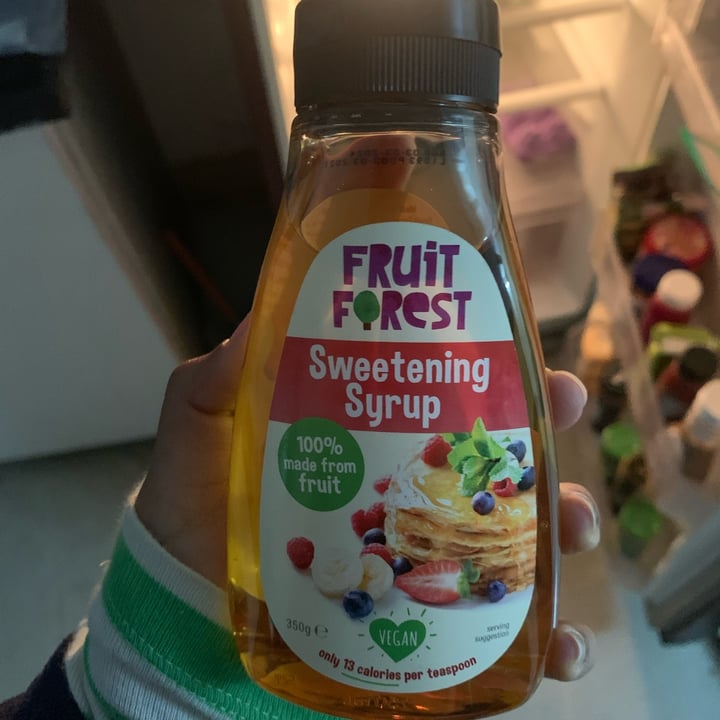 FRUiT
FOREST
Sweetening
Syrup
100%
made from
fruit
350g ℮
VEGAN
serving
suggestion
only 13 calories per teaspoon